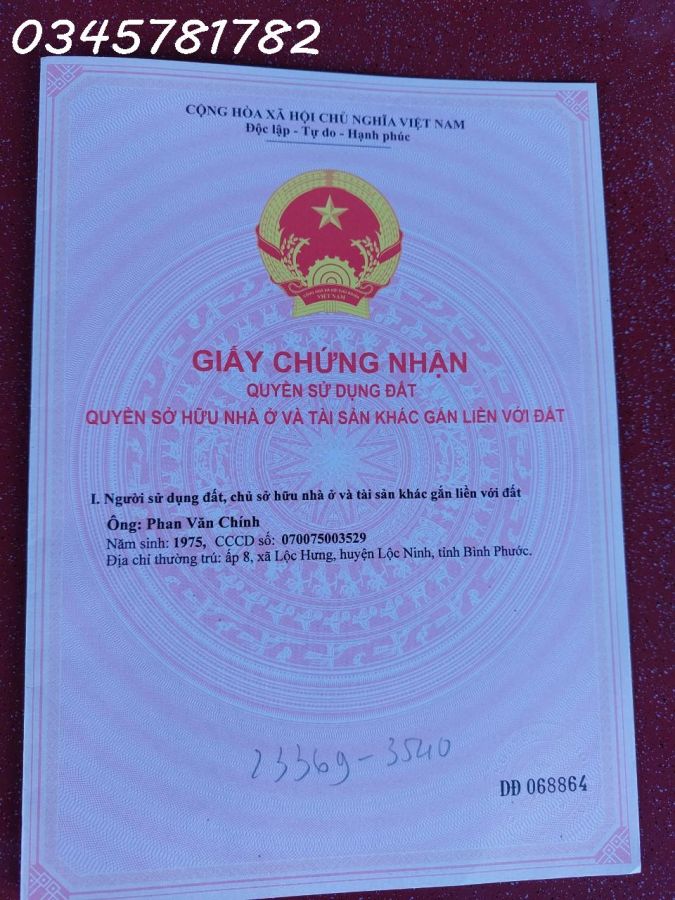 0345781782
CỘNG HÒA XÃ HỘI CHỦ NGHĨA VIỆT NAM
Độc lập - Tự do - Hạnh phúc
VIỆT NAM
GIẤY CHỨNG NHẬN
QUYỀN SỬ DỤNG ĐẤT
QUYỀN SỞ HỮU NHÀ Ở VÀ TÀI SẢN KHÁC GẮN LIỀN VỚI ĐẤT
I. Người sử dụng đất, chủ sở hữu nhà ở và tài sản khác gắn liền với đất
Ông: Phan Văn Chính
Năm sinh: 1975, CCCD số: 070075003529
Địa chỉ thường trú: ấp 8, xã Lộc Hưng, huyện Lộc Ninh, tỉnh Bình Phước.
23369-3540
DĐ 068864